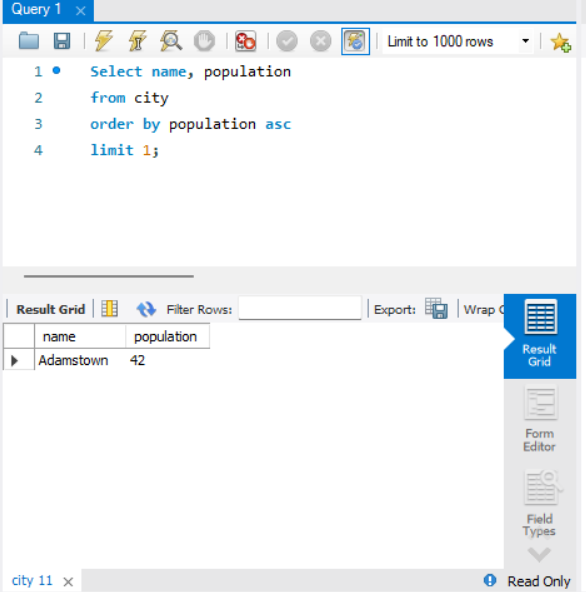 Query 1
Limit to 1000 rows
1 Select name, population
2 from city
3 order by population asc
4 limit 1;
Result Grid Filter Rows: Export: Wrap
name population
Adamstown 42
Result
Grid
Form
Editor
Field
Types
city 11
Read Only